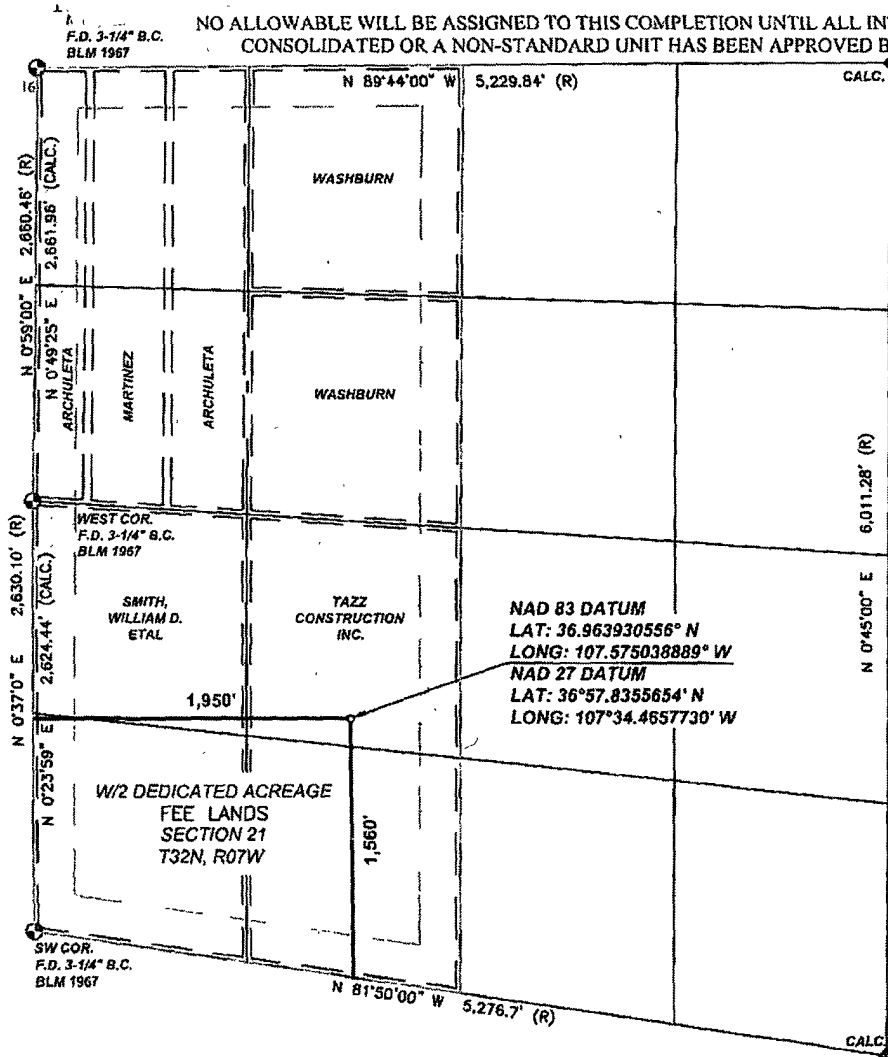 NO ALLOWABLE WILL BE ASSIGNED TO THIS COMPLETION UNTIL ALL
CONSOLIDATED OR A NON-STANDARD UNIT HAS BEEN APPROVED
F.D. 3-1/4" B.C.
BLM 1967
16
N 89°44'00" W 5,229.84' (R)
CALC.
N 0°59'00" E 2,660.46' (R)
N 0°49'25" E 2,661.96' (CALC.)
WASHBURN
ARCHULETA
MARTINEZ
ARCHULETA
WASHBURN
6,011.28' (R)
N 0°45'00" E
WEST COR.
F.D. 3-1/4" B.C.
BLM 1967
N 0°37'0" E 2,630.10' (R)
N 0°23'59" E 2,624.44' (CALC.)
SMITH,
WILLIAM D.
ETAL
TAZZ
CONSTRUCTION
INC.
NAD 83 DATUM
LAT: 36.963930556° N
LONG: 107.575038889° W
NAD 27 DATUM
LAT: 36°57.8355654' N
LONG: 107°34.4657730' W
1,950'
1,560'
W/2 DEDICATED ACREAGE
FEE LANDS
SECTION 21
T32N, R07W
SW COR.
F.D. 3-1/4" B.C.
BLM 1967
N 81°50'00" W 5,276.7' (R)
CALC.